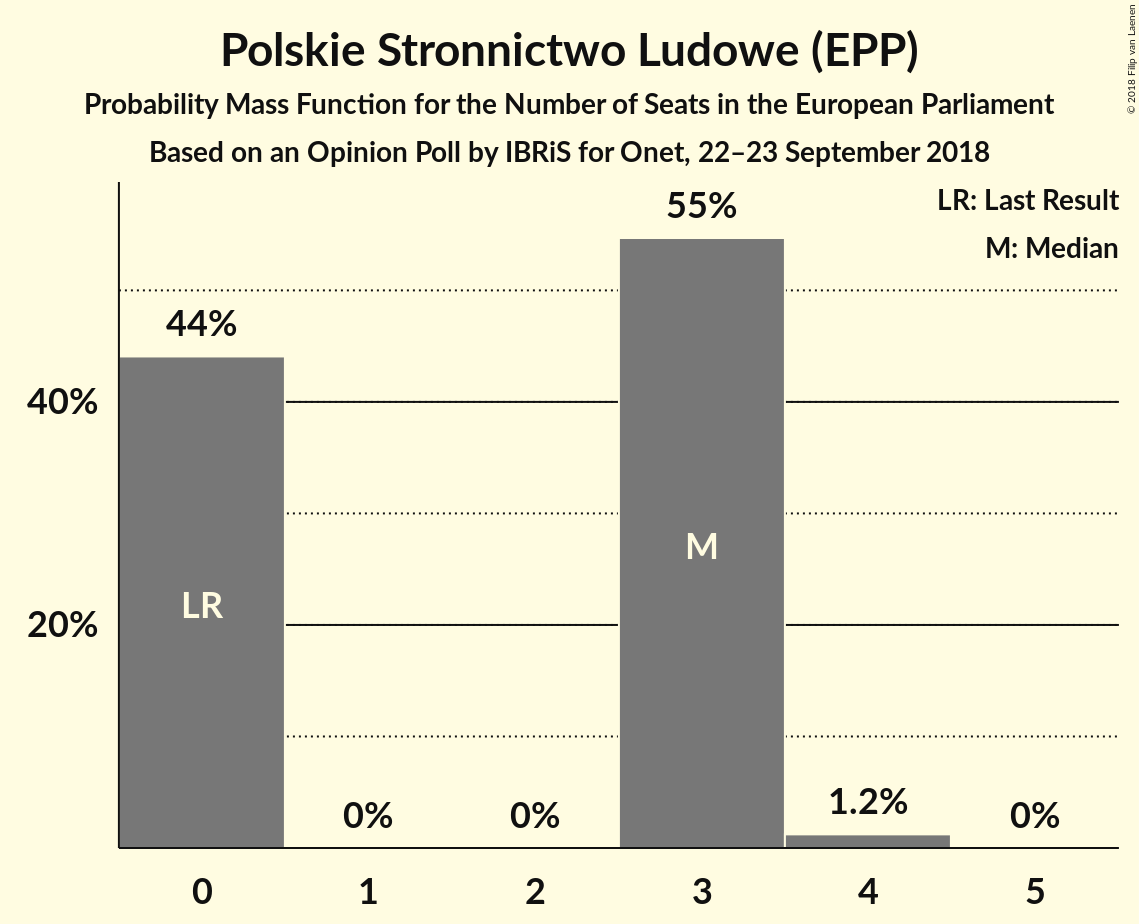 Polskie Stronnictwo Ludowe (EPP)
Probability Mass Function for the Number of Seats in the European Parliament
Based on an Opinion Poll by IBRiS for Onet, 22–23 September 2018
© 2018 Filip van Laenen
LR: Last Result
M: Median
55%
44%
40%
M
LR
20%
0%
0%
1.2%
0%
0 1 2 3 4 5